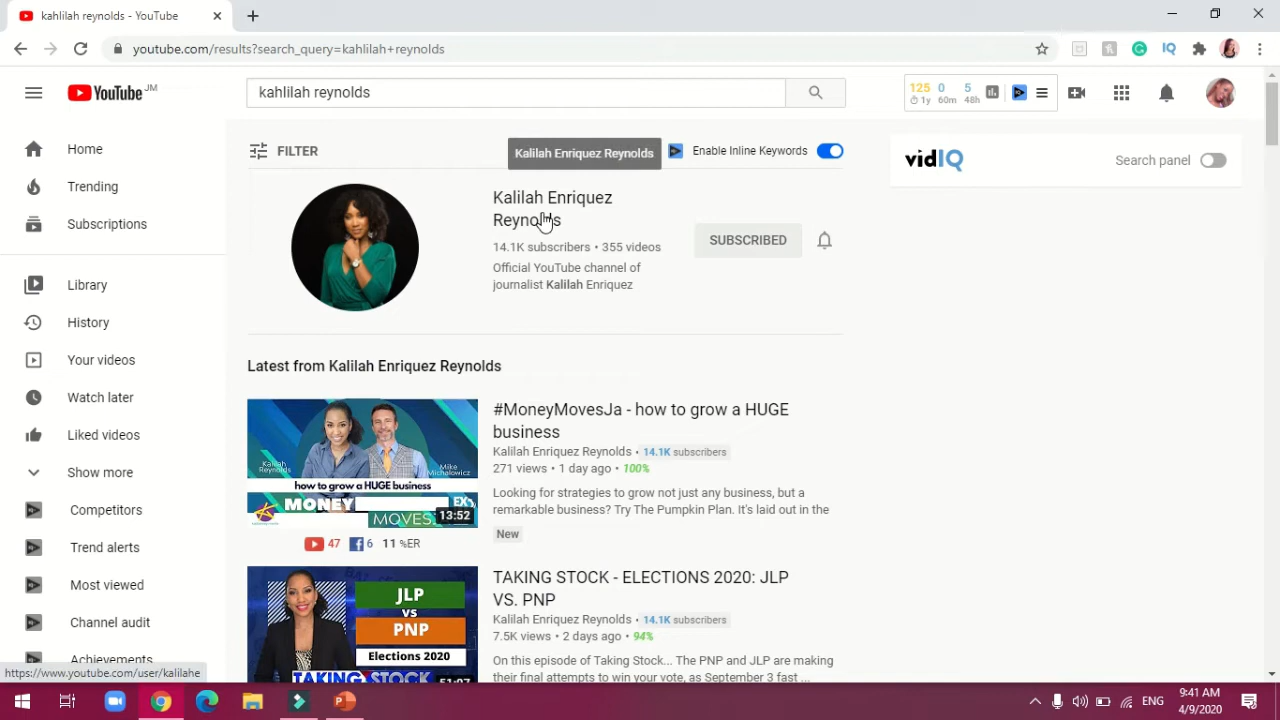 kahlilah reynolds - YouTube
youtube.com/results?search_query=kahlilah+reynolds
IQ
YouTube JM
kahlilah reynolds
125 0 5
1y 60m 48h
FILTER
Kalilah Enriquez Reynolds
Enable Inline Keywords
vidIQ
Search panel
Home
Trending
Subscriptions
Library
History
Your videos
Watch later
Liked videos
Show more
Competitors
Trend alerts
Most viewed
Channel audit
Achievements
Kalilah Enriquez
Reynolds
14.1K subscribers • 355 videos
Official YouTube channel of
journalist Kalilah Enriquez
SUBSCRIBED
Latest from Kalilah Enriquez Reynolds
Kalilah
Reynolds
Mike
Michalowicz
how to grow a HUGE business
MONEY
MOVES
EX
13:52
47 6 11 %ER
#MoneyMovesJa - how to grow a HUGE
business
Kalilah Enriquez Reynolds • 14.1K subscribers
271 views • 1 day ago • 100%
Looking for strategies to grow not just any business, but a
remarkable business? Try The Pumpkin Plan. It's laid out in the
New
JLP
vs
PNP
Elections 2020
TAKING STOCK
51:07
TAKING STOCK - ELECTIONS 2020: JLP
VS. PNP
Kalilah Enriquez Reynolds • 14.1K subscribers
7.5K views • 2 days ago • 94%
On this episode of Taking Stock... The PNP and JLP are making
their final attempts to win your vote, as September 3 fast ...
https://www.youtube.com/user/kalilahe
ENG
9:41 AM
4/9/2020